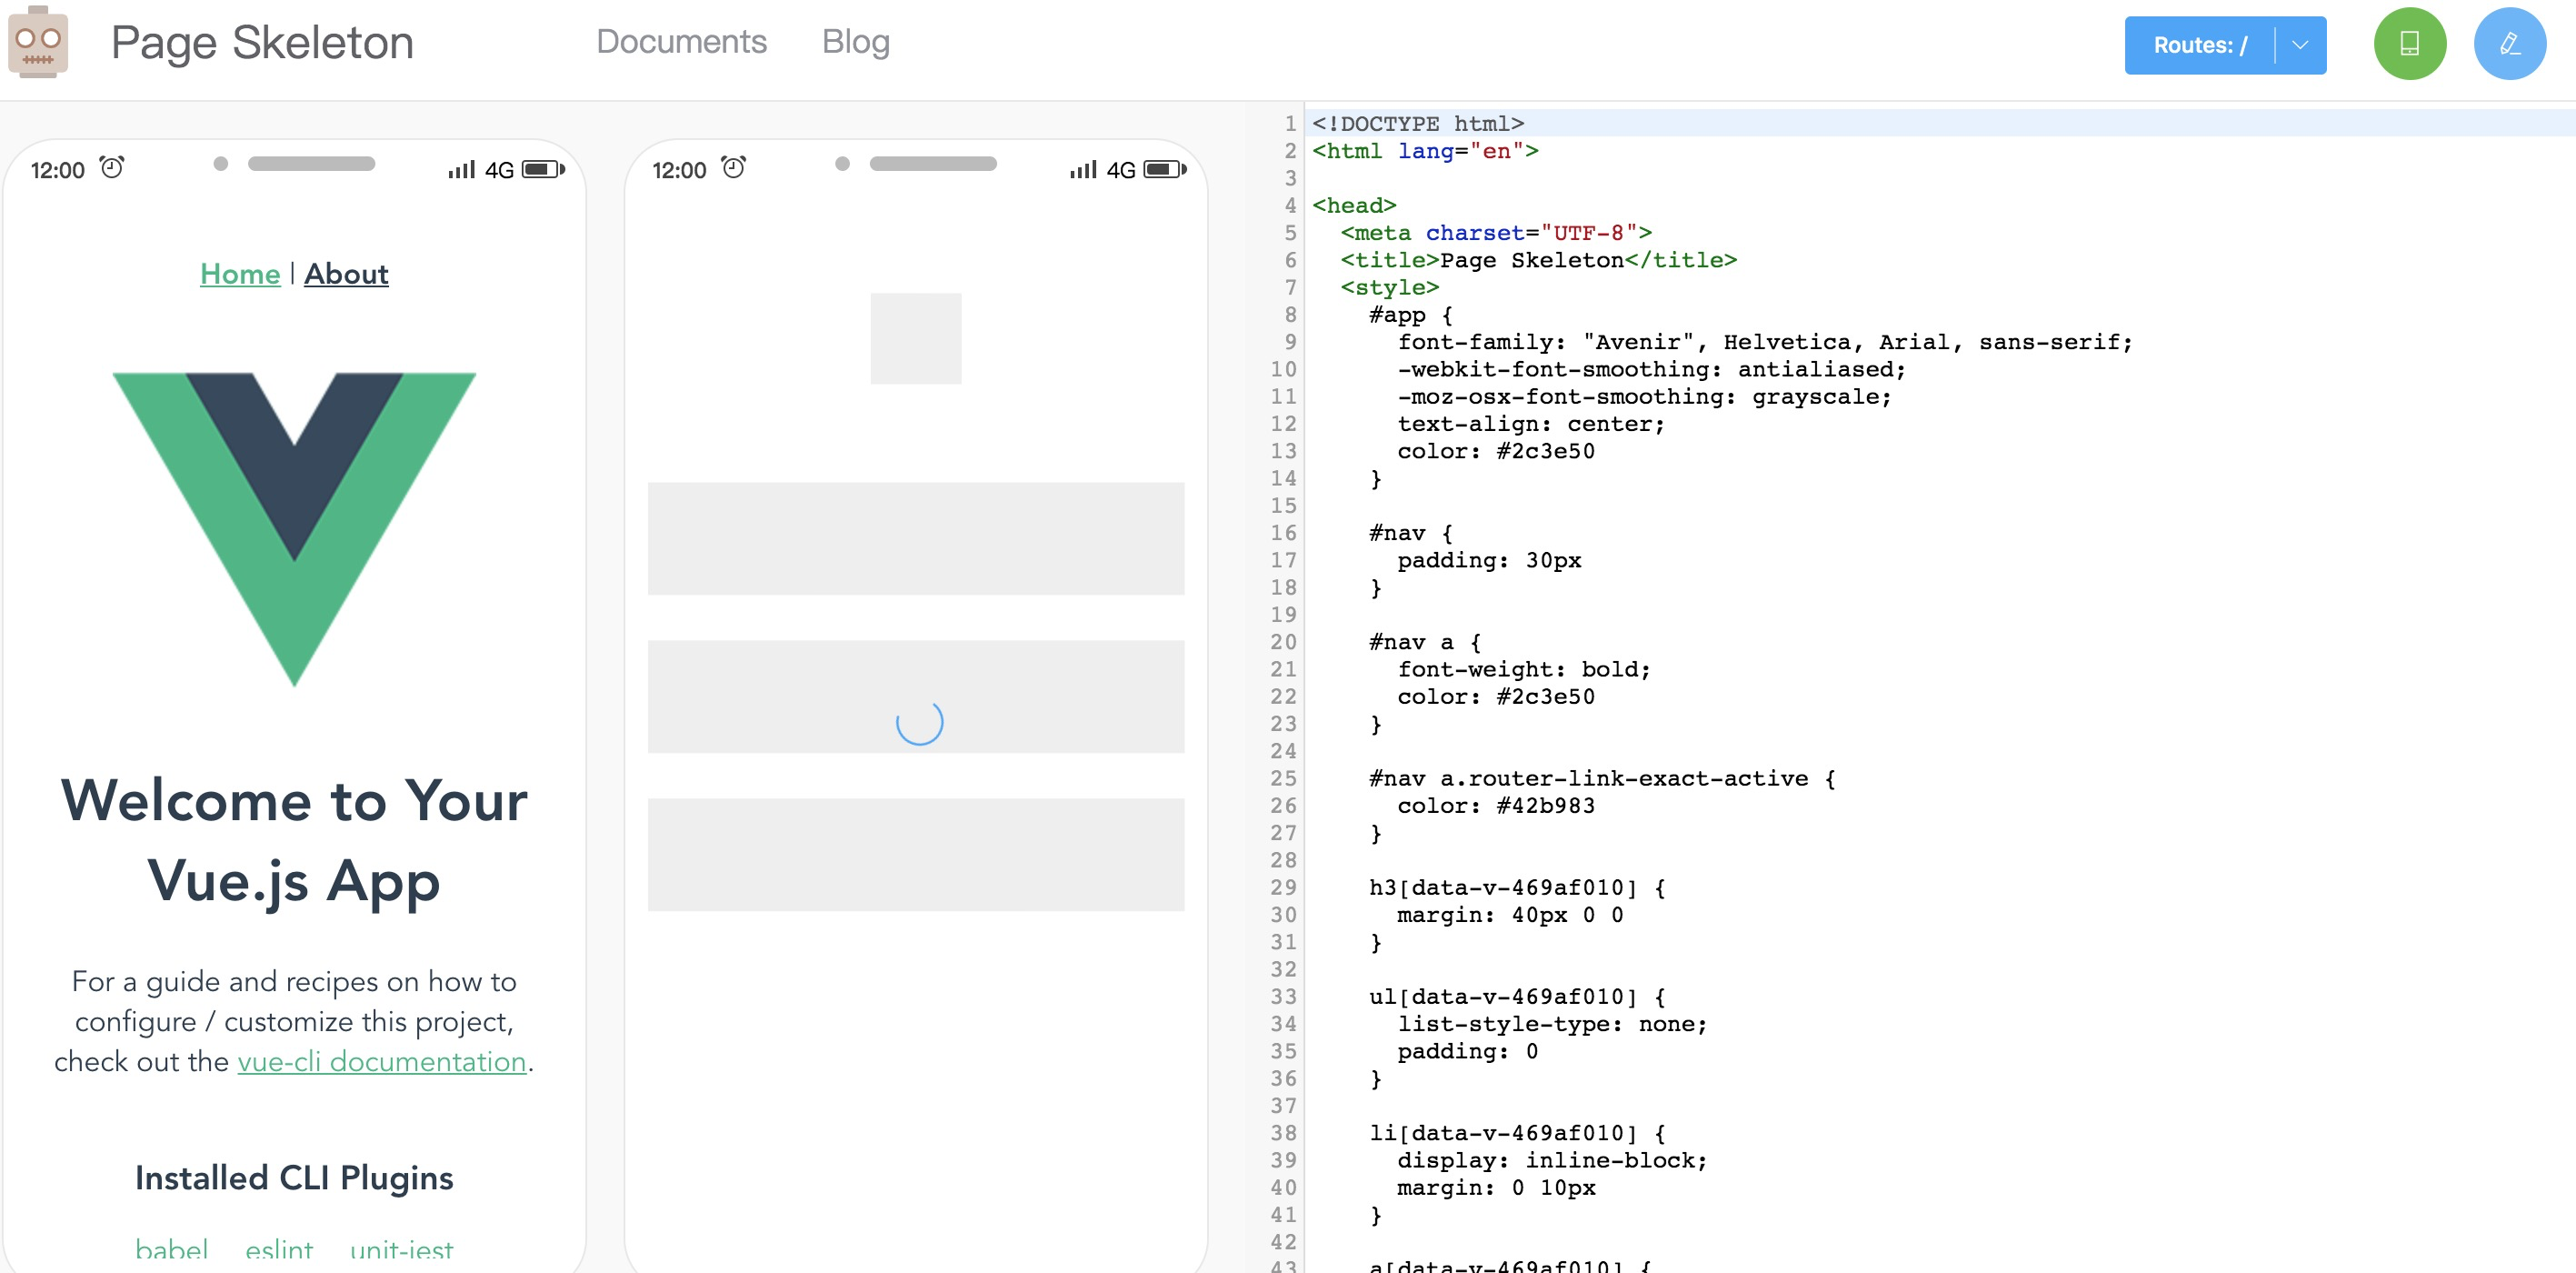 Page Skeleton
Documents
Blog
Routes: /
12:00
4G
Home | About
Welcome to Your
Vue.js App
For a guide and recipes on how to
configure / customize this project,
check out the vue-cli documentation.
Installed CLI Plugins
babel eslint unit-jest
12:00
4G
1 <!DOCTYPE html>
2 <html lang="en">
3
4 <head>
5 <meta charset="UTF-8">
6 <title>Page Skeleton</title>
7 <style>
8 #app {
9 font-family: "Avenir", Helvetica, Arial, sans-serif;
10 -webkit-font-smoothing: antialiased;
11 -moz-osx-font-smoothing: grayscale;
12 text-align: center;
13 color: #2c3e50
14 }
15
16 #nav {
17 padding: 30px
18 }
19
20 #nav a {
21 font-weight: bold;
22 color: #2c3e50
23 }
24
25 #nav a.router-link-exact-active {
26 color: #42b983
27 }
28
29 h3[data-v-469af010] {
30 margin: 40px 0 0
31 }
32
33 ul[data-v-469af010] {
34 list-style-type: none;
35 padding: 0
36 }
37
38 li[data-v-469af010] {
39 display: inline-block;
40 margin: 0 10px
41 }
42
43 a[data-v-469af010] {